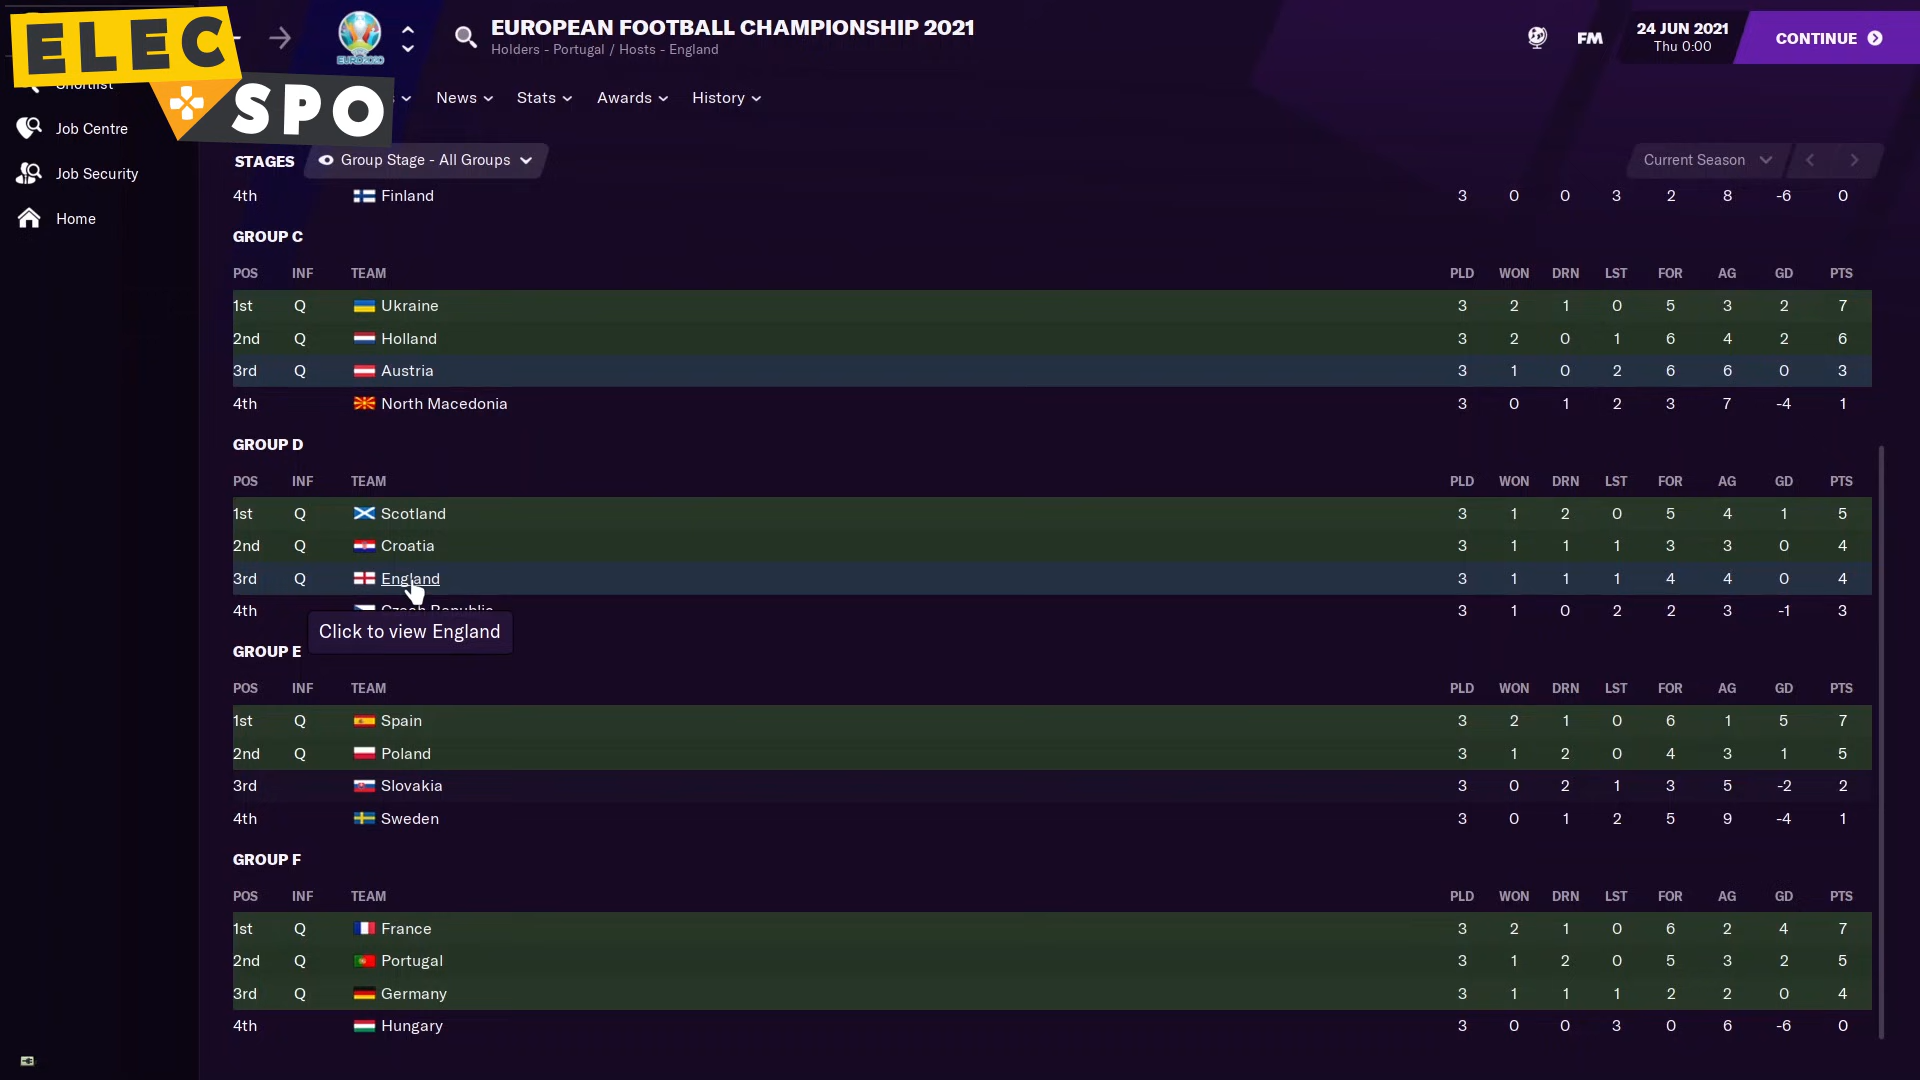 ELEC
SPO
EURO2020
EUROPEAN FOOTBALL CHAMPIONSHIP 2021
Holders - Portugal / Hosts - England
FM
24 JUN 2021
Thu 0:00
CONTINUE
News
Stats
Awards
History
Shortlist
Job Centre
Job Security
Home
STAGES
Group Stage - All Groups
Current Season
4th Finland 3 0 0 3 2 8 -6 0
GROUP C
POS INF TEAM PLD WON DRN LST FOR AG GD PTS
1st Q Ukraine 3 2 1 0 5 3 2 7
2nd Q Holland 3 2 0 1 6 4 2 6
3rd Q Austria 3 1 0 2 6 6 0 3
4th North Macedonia 3 0 1 2 3 7 -4 1
GROUP D
POS INF TEAM PLD WON DRN LST FOR AG GD PTS
1st Q Scotland 3 1 2 0 5 4 1 5
2nd Q Croatia 3 1 1 1 3 3 0 4
3rd Q England 3 1 1 1 4 4 0 4
4th Czech Republic 3 1 0 2 2 3 -1 3
Click to view England
GROUP E
POS INF TEAM PLD WON DRN LST FOR AG GD PTS
1st Q Spain 3 2 1 0 6 1 5 7
2nd Q Poland 3 1 2 0 4 3 1 5
3rd Slovakia 3 0 2 1 3 5 -2 2
4th Sweden 3 0 1 2 5 9 -4 1
GROUP F
POS INF TEAM PLD WON DRN LST FOR AG GD PTS
1st Q France 3 2 1 0 6 2 4 7
2nd Q Portugal 3 1 2 0 5 3 2 5
3rd Q Germany 3 1 1 1 2 2 0 4
4th Hungary 3 0 0 3 0 6 -6 0